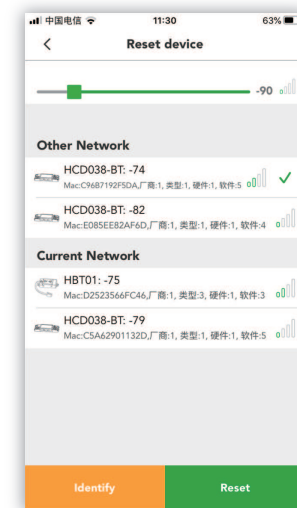 中国电信 11:30 63%
Reset device
-90
Other Network
HCD038-BT: -74
Mac:C96B7192F5DA,厂商:1, 类型:1, 硬件:1, 软件:5
HCD038-BT: -82
Mac:E085EE82AF6D,厂商:1, 类型:1, 硬件:1, 软件:4
Current Network
HBT01: -75
Mac:D2523566FC46,厂商:1, 类型:3, 硬件:1, 软件:3
HCD038-BT: -79
Mac:C5A62901132D,厂商:1, 类型:1, 硬件:1, 软件:5
Identify Reset